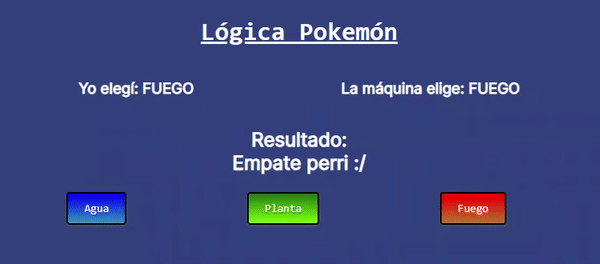 Lógica Pokemón
Yo elegí: FUEGO
La máquina elige: FUEGO
Resultado:
Empate perri :/
Agua
Planta
Fuego